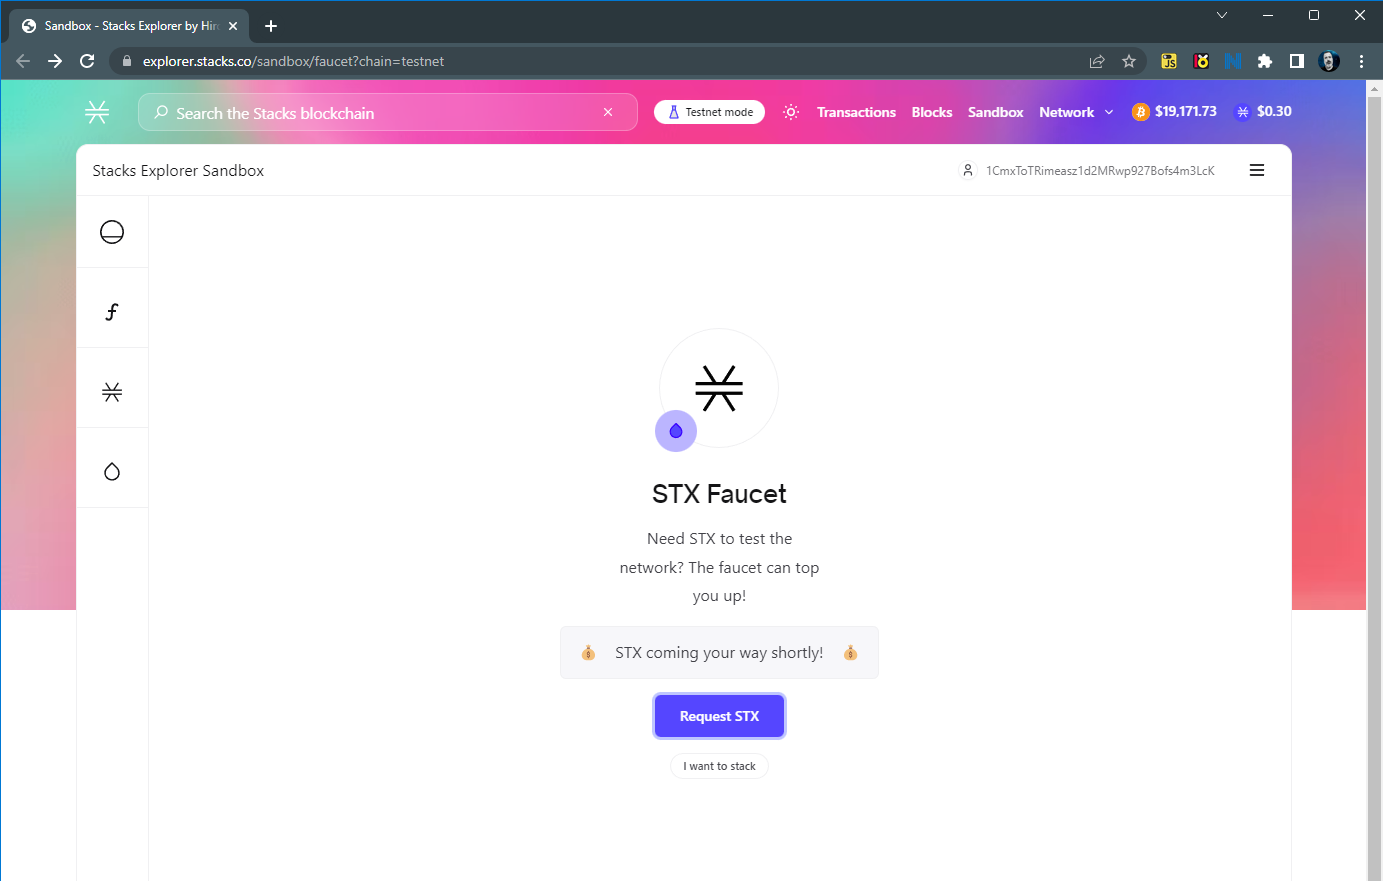 Sandbox - Stacks Explorer by Hiro
explorer.stacks.co/sandbox/faucet?chain=testnet
JS
Search the Stacks blockchain
Testnet mode
Transactions
Blocks
Sandbox
Network
$19,171.73
$0.30
Stacks Explorer Sandbox
1CmxToTRimeasz1d2MRwp927Bofs4m3LcK
STX Faucet
Need STX to test the
network? The faucet can top
you up!
STX coming your way shortly!
Request STX
I want to stack